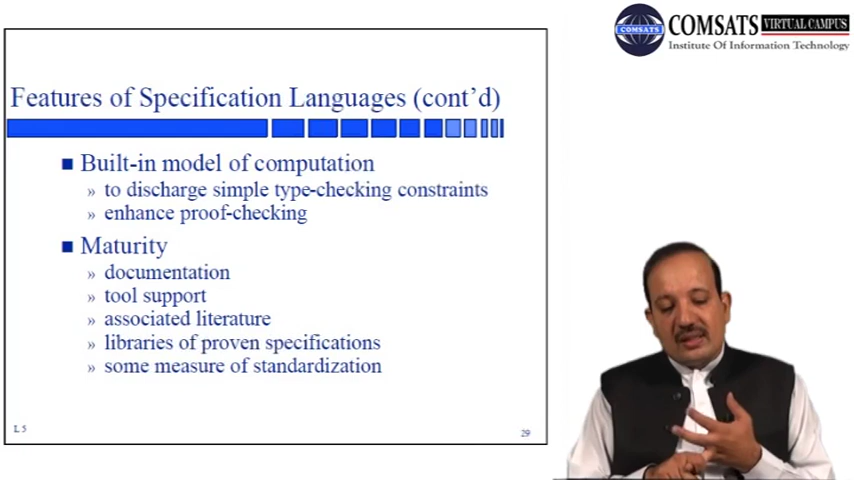 COMSATS VIRTUAL CAMPUS
COMSATS
Institute Of Information Technology
Features of Specification Languages (cont'd)
■ Built-in model of computation
» to discharge simple type-checking constraints
» enhance proof-checking
■ Maturity
» documentation
» tool support
» associated literature
» libraries of proven specifications
» some measure of standardization
L 5
29